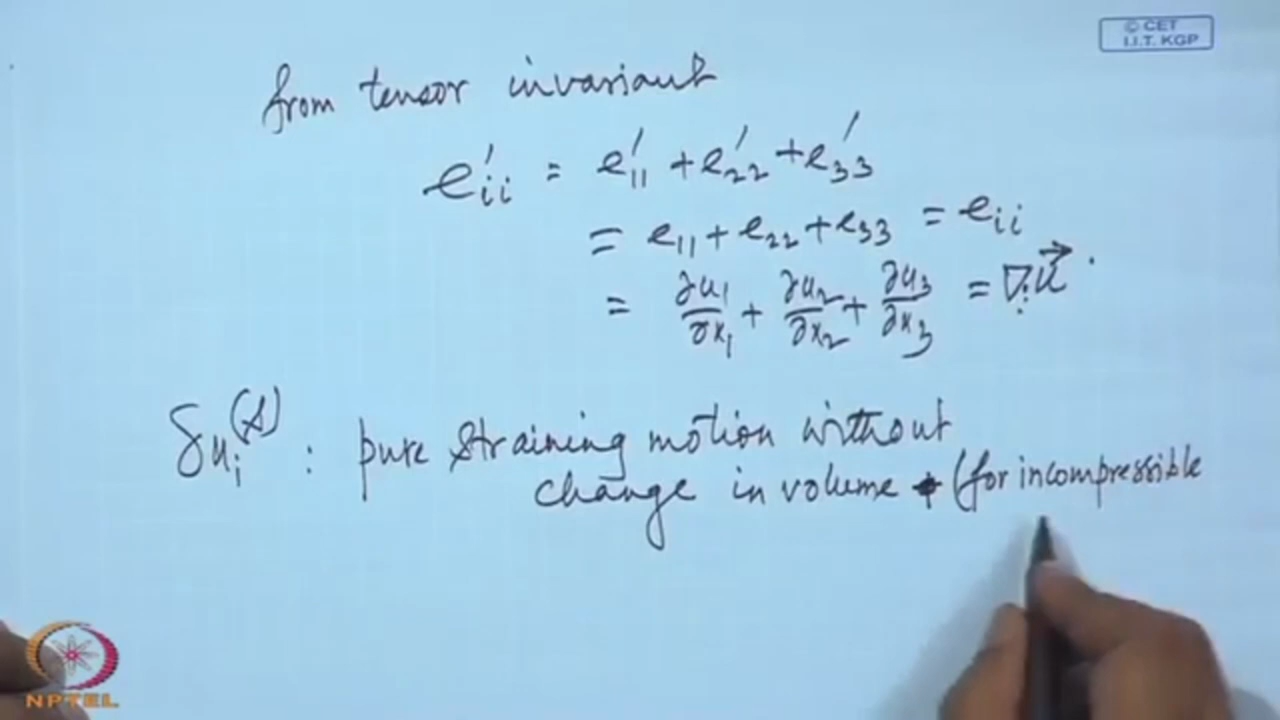 © CET
I.I.T. KGP
from tensor invariant
e'ii = e'11 + e'22 + e'33
= e11 + e22 + e33 = eii
= ∂u1/∂x1 + ∂u2/∂x2 + ∂u3/∂x3 = ∇·u⃗ .
δui(s) : pure straining motion without
change in volume (for incompressible
NPTEL